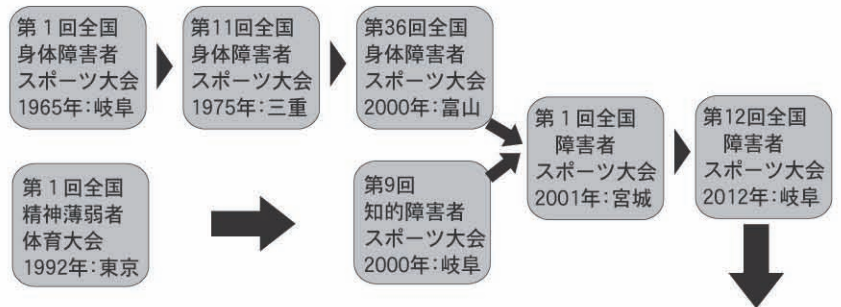 第1回全国
身体障害者
スポーツ大会
1965年:岐阜
第11回全国
身体障害者
スポーツ大会
1975年:三重
第36回全国
身体障害者
スポーツ大会
2000年:富山
第1回全国
精神薄弱者
体育大会
1992年:東京
第9回
知的障害者
スポーツ大会
2000年:岐阜
第1回全国
障害者
スポーツ大会
2001年:宮城
第12回全国
障害者
スポーツ大会
2012年:岐阜